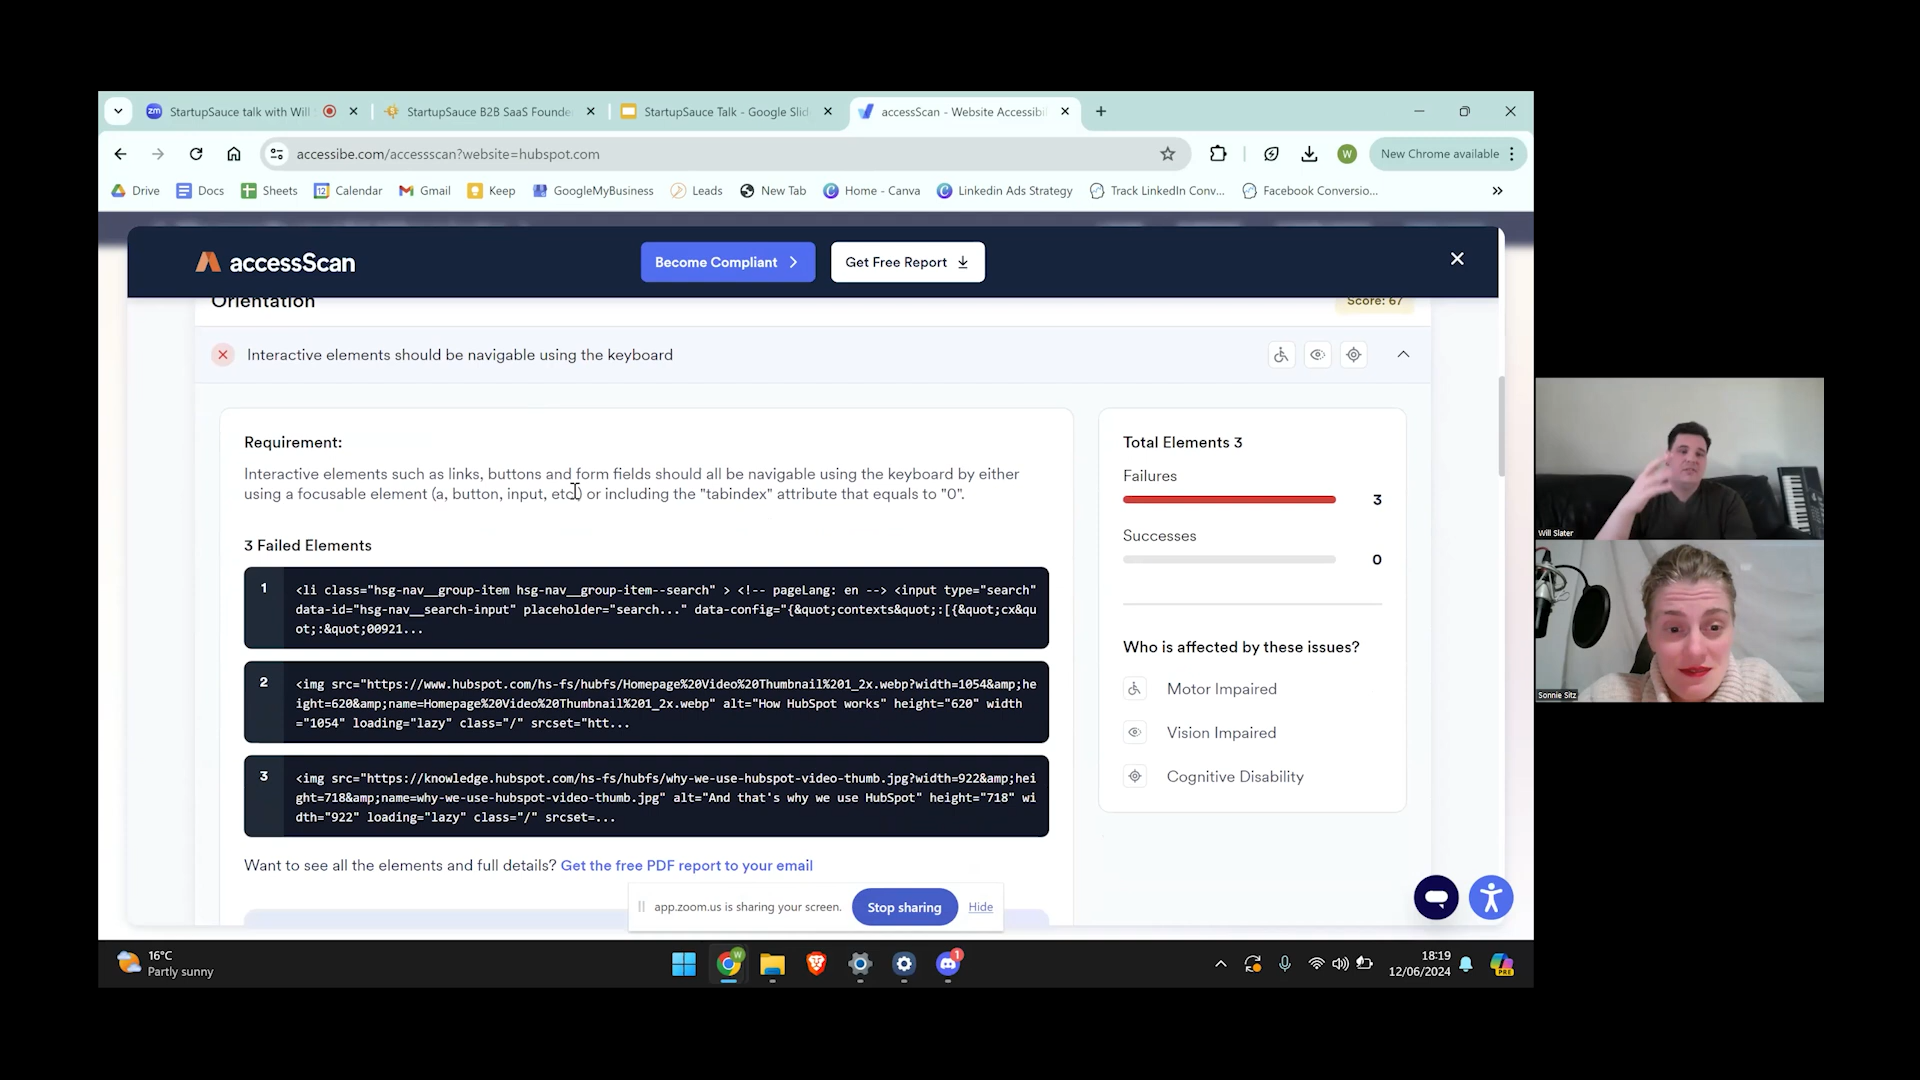 StartupSauce talk with Will
StartupSauce B2B SaaS Founde
StartupSauce Talk - Google Slid
accessScan - Website Accessibi
accessibe.com/accessscan?website=hubspot.com
W
New Chrome available
Drive
Docs
Sheets
Calendar
Gmail
Keep
GoogleMyBusiness
Leads
New Tab
Home - Canva
Linkedin Ads Strategy
Track LinkedIn Conv...
Facebook Conversio...
accessScan
Become Compliant
Get Free Report
Orientation
Score: 67
Interactive elements should be navigable using the keyboard
Requirement:
Interactive elements such as links, buttons and form fields should all be navigable using the keyboard by either
using a focusable element (a, button, input, etc.) or including the "tabindex" attribute that equals to "0".
3 Failed Elements
1
<li class="hsg-nav__group-item hsg-nav__group-item--search" > <!-- pageLang: en --> <input type="search"
data-id="hsg-nav__search-input" placeholder="search..." data-config="{&quot;contexts&quot;:[{&quot;cx&qu
ot;:&quot;00921...
2
<img src="https://www.hubspot.com/hs-fs/hubfs/Homepage%20Video%20Thumbnail%201_2x.webp?width=1054&amp;he
ight=620&amp;name=Homepage%20Video%20Thumbnail%201_2x.webp" alt="How HubSpot works" height="620" width
="1054" loading="lazy" class="/" srcset="htt...
3
<img src="https://knowledge.hubspot.com/hs-fs/hubfs/why-we-use-hubspot-video-thumb.jpg?width=922&amp;hei
ght=718&amp;name=why-we-use-hubspot-video-thumb.jpg" alt="And that's why we use HubSpot" height="718" wi
dth="922" loading="lazy" class="/" srcset=...
Want to see all the elements and full details? Get the free PDF report to your email
Total Elements 3
Failures
3
Successes
0
Who is affected by these issues?
Motor Impaired
Vision Impaired
Cognitive Disability
app.zoom.us is sharing your screen.
Stop sharing
Hide
Will Slater
Sonnie Sitz
16°C
Partly sunny
18:19
12/06/2024